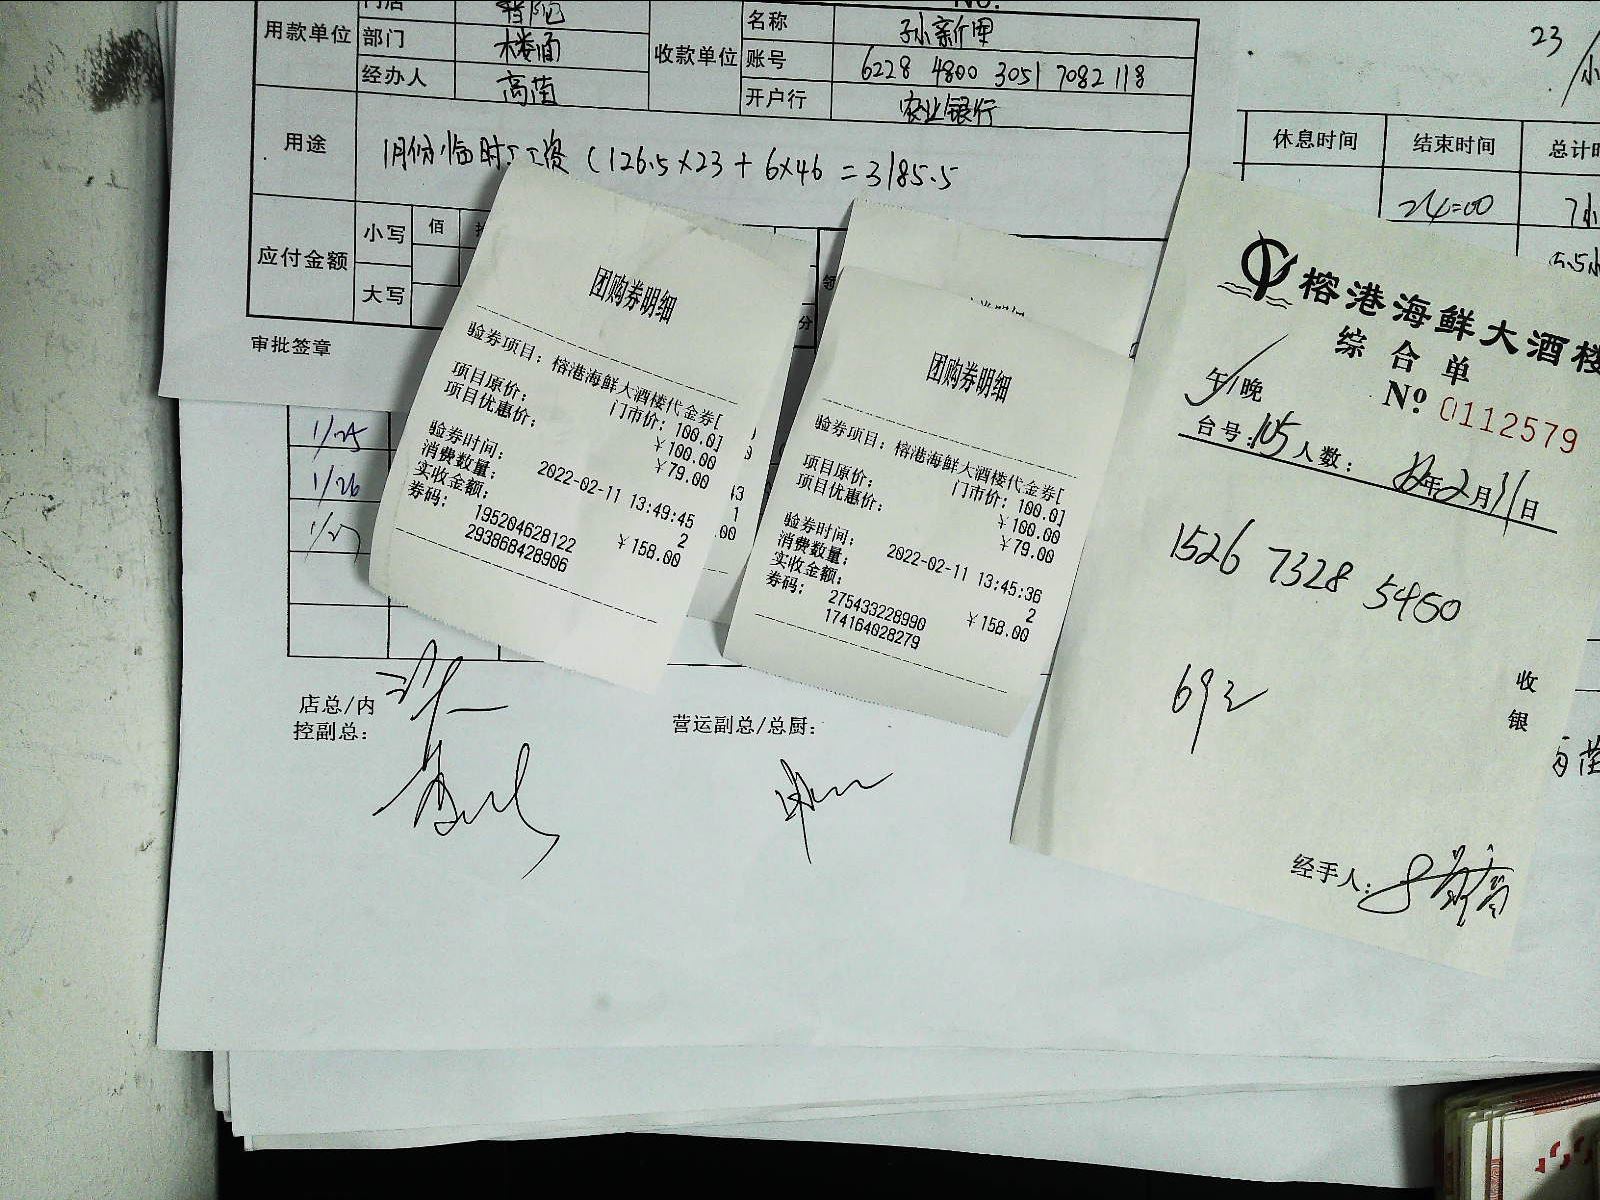 用款单位
部门
楼面
经办人
高苗
收款单位
名称
孙新里
账号
6228 4800 3051 7082 118
开户行
农业银行
用途
1月份临时工工资(126.5×23+6×46=3185.5
应付金额
小写
佰
大写
分
审批签章
1/25
1/26
1/27
店总/内
控副总:
营运副总/总厨:
团购券明细
验券项目: 榕港海鲜大酒楼代金券[
门市价: 100.0]
项目原价: ¥100.00
项目优惠价: ¥79.00
验券时间: 2022-02-11 13:49:45
消费数量: 2
实收金额: ¥158.00
券码: 195204628122
293868428906
团购券明细
验券项目: 榕港海鲜大酒楼代金券[
门市价: 100.0]
项目原价: ¥100.00
项目优惠价: ¥79.00
验券时间: 2022-02-11 13:45:36
消费数量: 2
实收金额: ¥158.00
券码: 275433228990
174164028279
23
休息时间
结束时间
24=00
榕港海鲜大酒楼
综合单
午/晚
№ 0112579
台号: 105 人数:
年2月11日
1526 7328 5460
692
收
银
经手人: